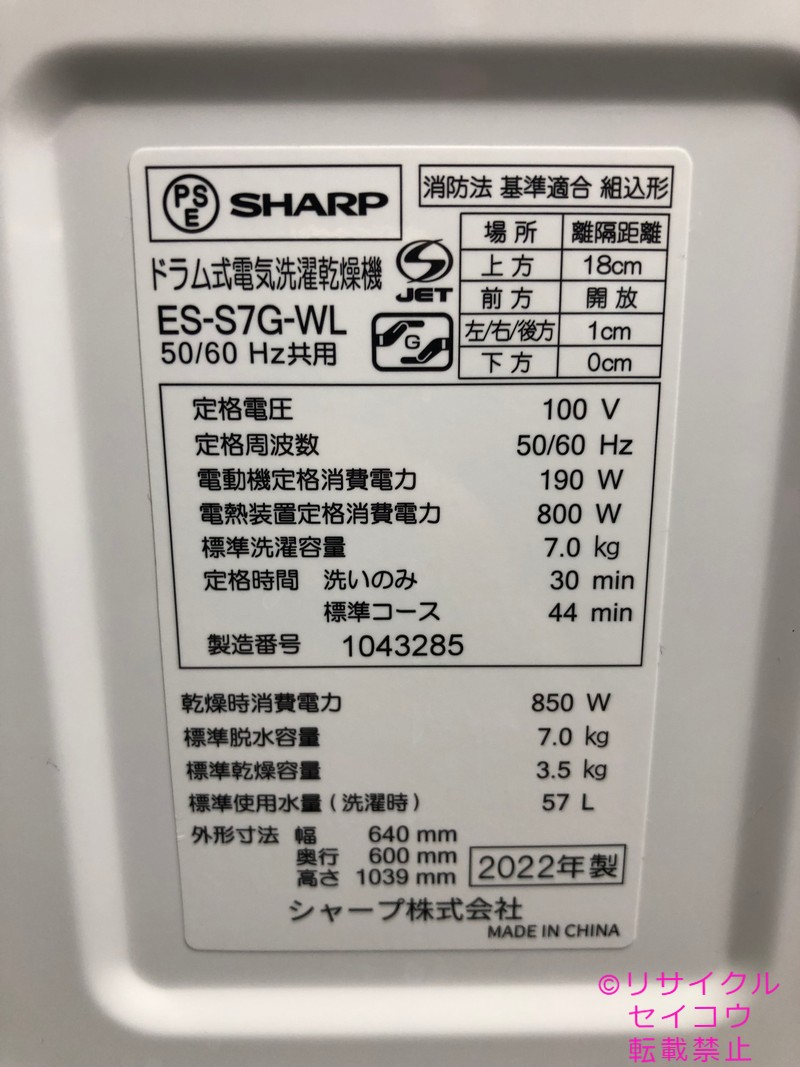 PS
E
SHARP
消防法 基準適合 組込形
場所 離隔距離
上方 18cm
前方 開放
左/右/後方 1cm
下方 0cm
ドラム式電気洗濯乾燥機
ES-S7G-WL
50/60 Hz共用
S
JET
G
定格電圧 100 V
定格周波数 50/60 Hz
電動機定格消費電力 190 W
電熱装置定格消費電力 800 W
標準洗濯容量 7.0 kg
定格時間 洗いのみ 30 min
標準コース 44 min
製造番号 1043285
乾燥時消費電力 850 W
標準脱水容量 7.0 kg
標準乾燥容量 3.5 kg
標準使用水量(洗濯時) 57 L
外形寸法 幅 640 mm
奥行 600 mm
高さ 1039 mm
2022年製
シャープ株式会社
MADE IN CHINA
©リサイクル
セイコウ
転載禁止